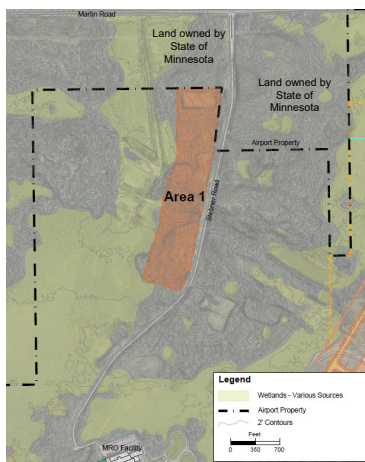 Martin Road
Land owned by
State of
Minnesota
Land owned by
State of
Minnesota
Airport Property
Area 1
Stebner Road
MRO Facility
Legend
Wetlands - Various Sources
Airport Property
2' Contours
Feet
0 350 700